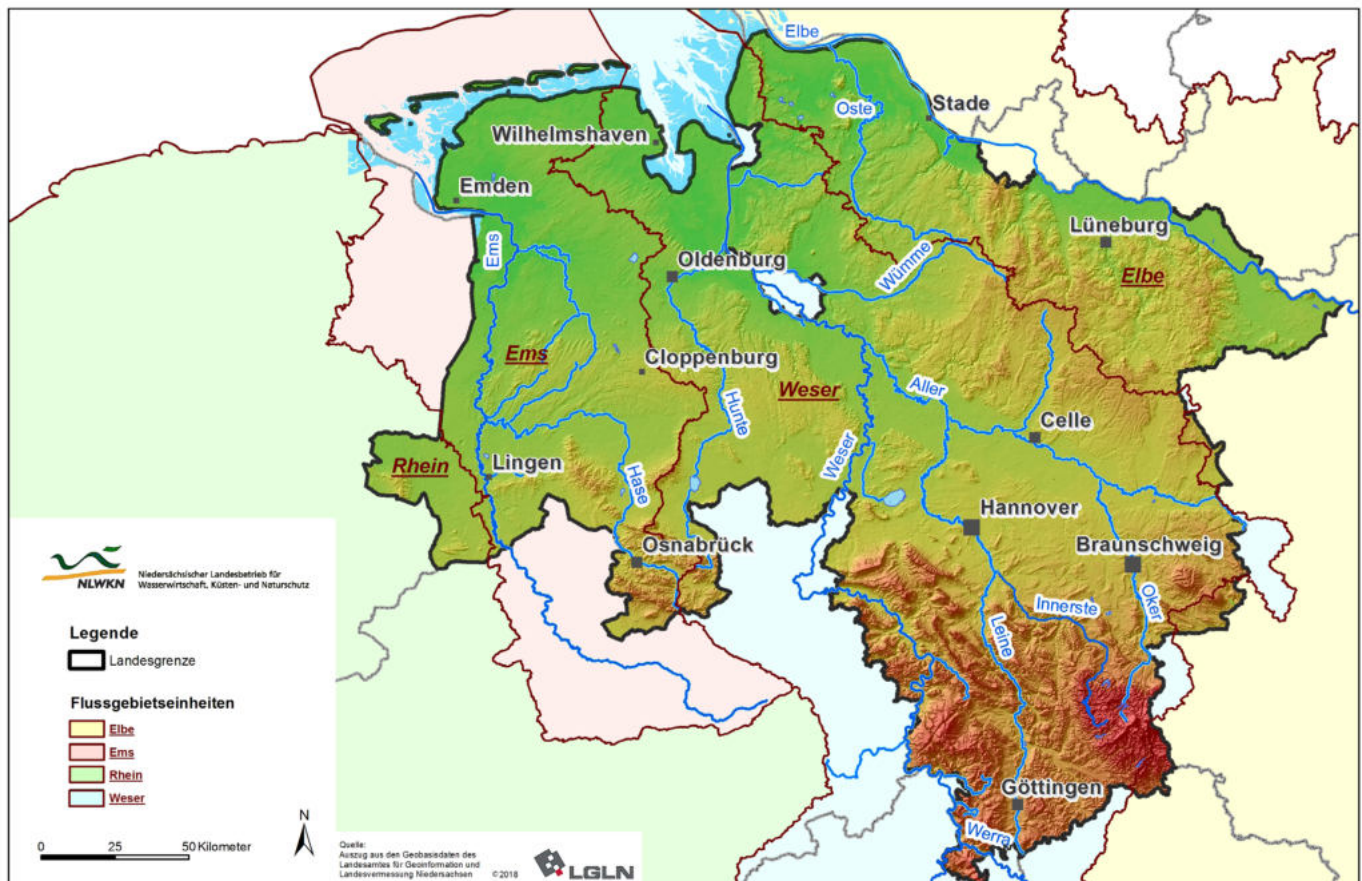 Elbe
Oste
Stade
Wilhelmshaven
Emden
Lüneburg
Ems
Oldenburg
Wümme
Elbe
Ems
Cloppenburg
Weser
Aller
Hunte
Celle
Weser
Rhein
Lingen
Hase
Hannover
Osnabrück
Braunschweig
Innerste
Oker
Leine
Göttingen
Werra
NLWKN
Niedersächsischer Landesbetrieb für
Wasserwirtschaft, Küsten- und Naturschutz
Legende
Landesgrenze
Flussgebietseinheiten
Elbe
Ems
Rhein
Weser
N
0 25 50 Kilometer
Quelle:
Auszug aus den Geobasisdaten des
Landesamtes für Geoinformation und
Landesvermessung Niedersachsen © 2018
LGLN